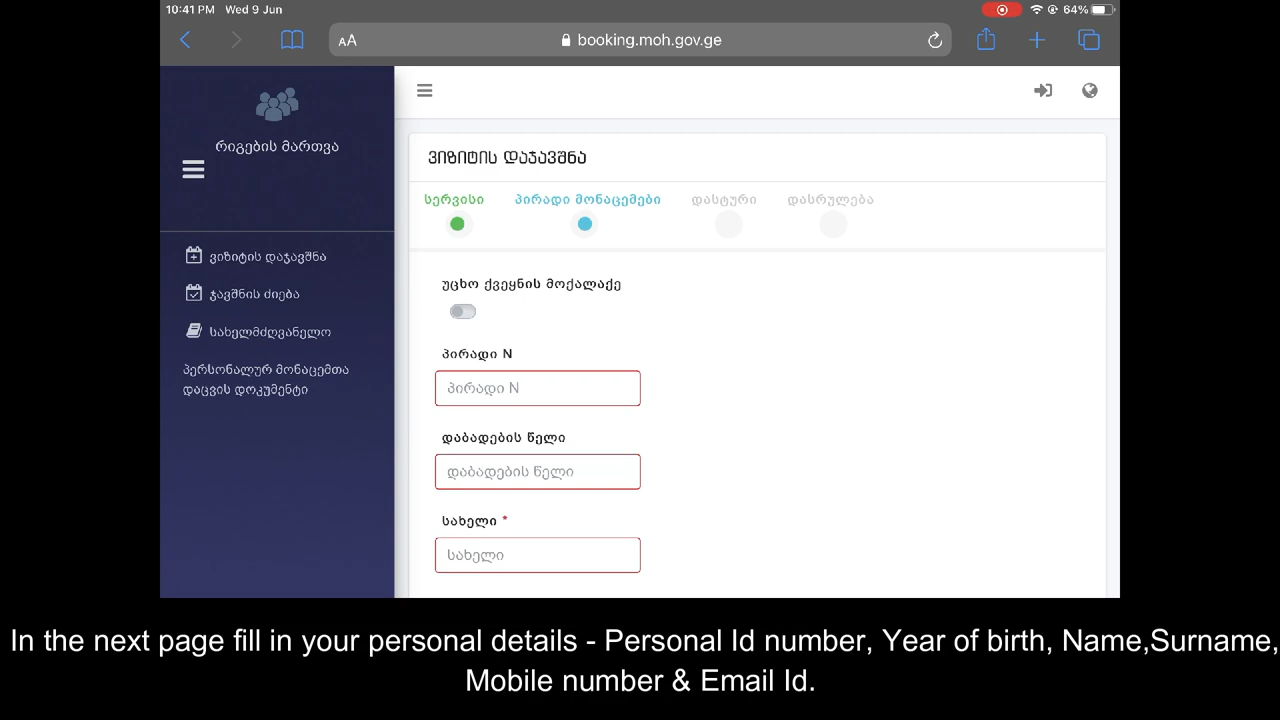 10:41 PM Wed 9 Jun
64%
AA
booking.moh.gov.ge
რიგების მართვა
ვიზიტის დაჯავშნა
ჯავშნის ძიება
სახელმძღვანელო
პერსონალურ მონაცემთა
დაცვის დოკუმენტი
ვიზიტის დაჯავშნა
სერვისი პირადი მონაცემები დასტური დასრულება
უცხო ქვეყნის მოქალაქე
პირადი N
პირადი N
დაბადების წელი
დაბადების წელი
სახელი *
სახელი
In the next page fill in your personal details - Personal Id number, Year of birth, Name,Surname,
Mobile number & Email Id.